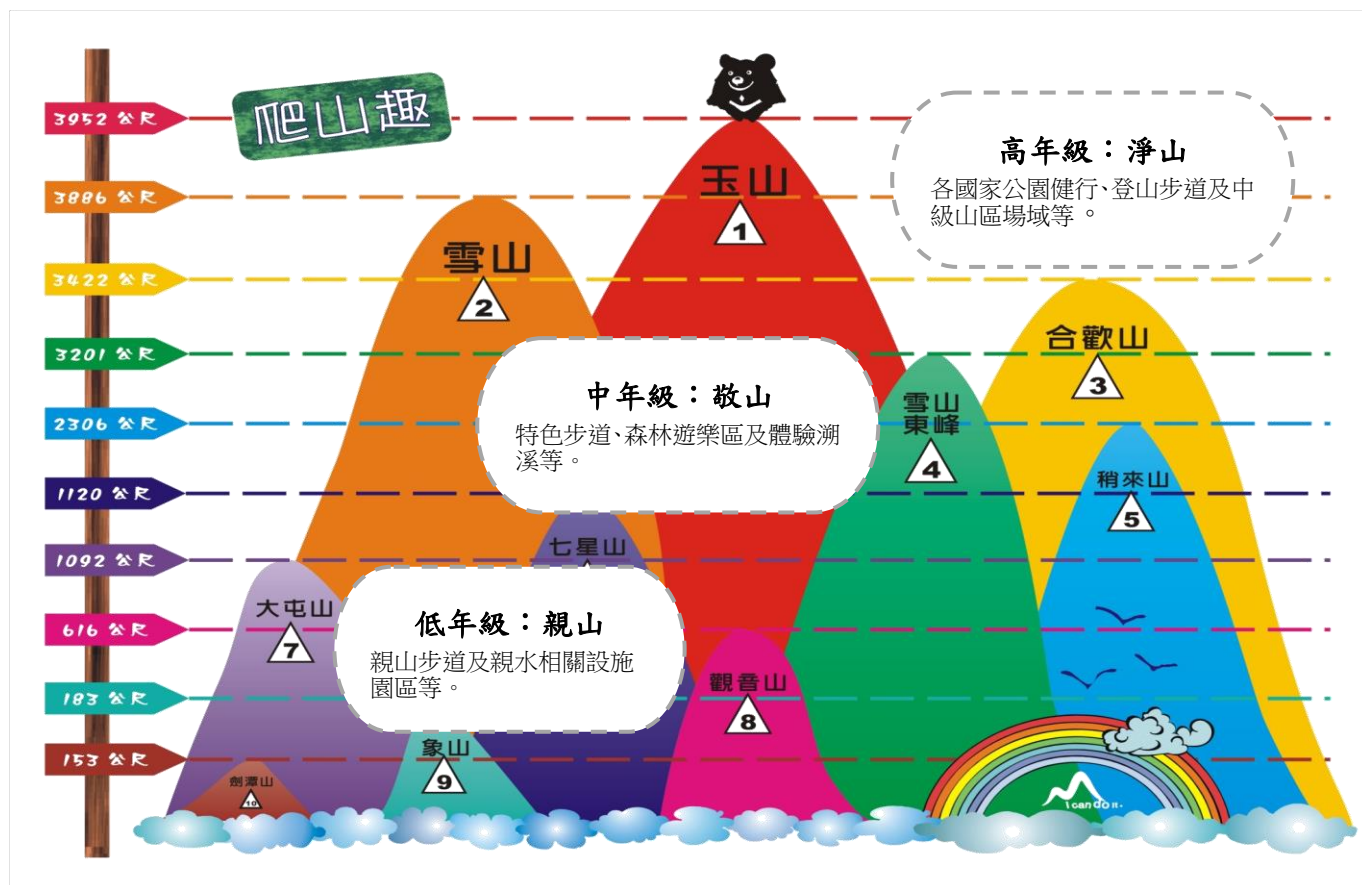 爬山趣
3952 公尺
3886 公尺
3422 公尺
3201 公尺
2306 公尺
1120 公尺
1092 公尺
616 公尺
183 公尺
153 公尺
高年級：淨山
各國家公園健行、登山步道及中
級山區場域等。
玉山
1
雪山
2
合歡山
3
中年級：敬山
特色步道、森林遊樂區及體驗溯
溪等。
雪山
東峰
4
稍來山
5
七星山
低年級：親山
親山步道及親水相關設施
園區等。
大屯山
7
觀音山
8
象山
9
劍潭山
10
i can do it.